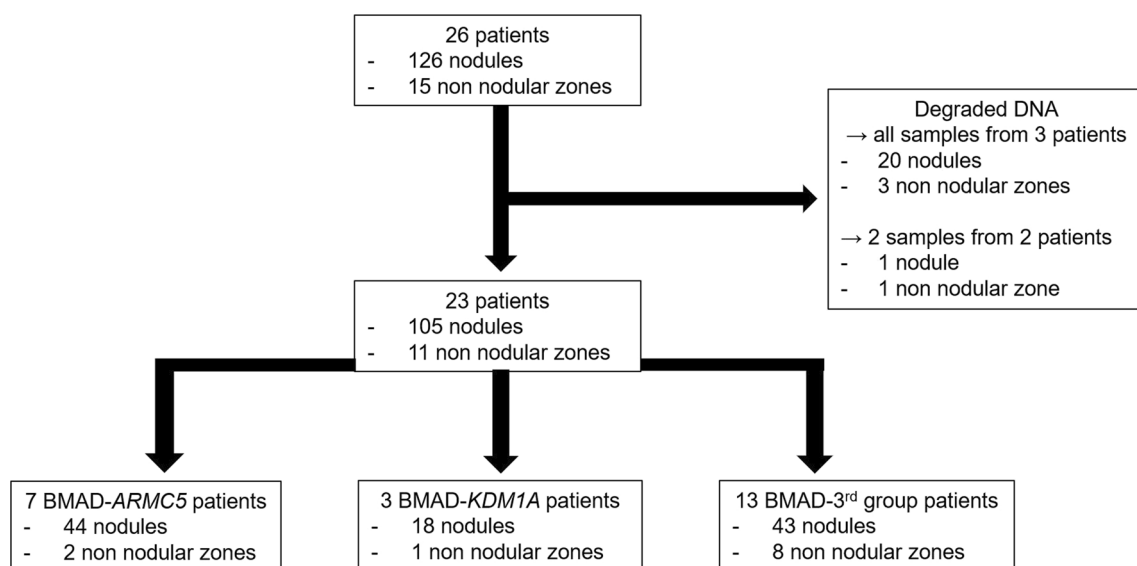 26 patients
- 126 nodules
- 15 non nodular zones
Degraded DNA
→ all samples from 3 patients
- 20 nodules
- 3 non nodular zones
→ 2 samples from 2 patients
- 1 nodule
- 1 non nodular zone
23 patients
- 105 nodules
- 11 non nodular zones
7 BMAD-ARMC5 patients
- 44 nodules
- 2 non nodular zones
3 BMAD-KDM1A patients
- 18 nodules
- 1 non nodular zones
13 BMAD-3rd group patients
- 43 nodules
- 8 non nodular zones